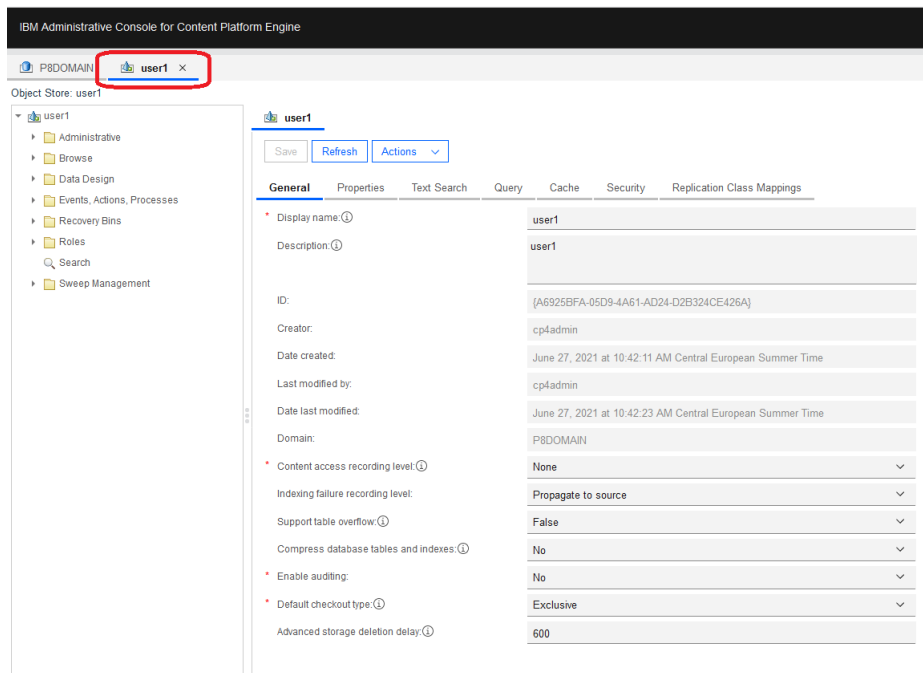 IBM Administrative Console for Content Platform Engine
P8DOMAIN
user1 ×
Object Store: user1
user1
Administrative
Browse
Data Design
Events, Actions, Processes
Recovery Bins
Roles
Search
Sweep Management
user1
Save Refresh Actions
General Properties Text Search Query Cache Security Replication Class Mappings
* Display name: user1
Description: user1
ID: {A6925BFA-05D9-4A61-AD24-D2B324CE426A}
Creator: cp4admin
Date created: June 27, 2021 at 10:42:11 AM Central European Summer Time
Last modified by: cp4admin
Date last modified: June 27, 2021 at 10:42:23 AM Central European Summer Time
Domain: P8DOMAIN
* Content access recording level: None
Indexing failure recording level: Propagate to source
Support table overflow: False
Compress database tables and indexes: No
* Enable auditing: No
* Default checkout type: Exclusive
Advanced storage deletion delay: 600